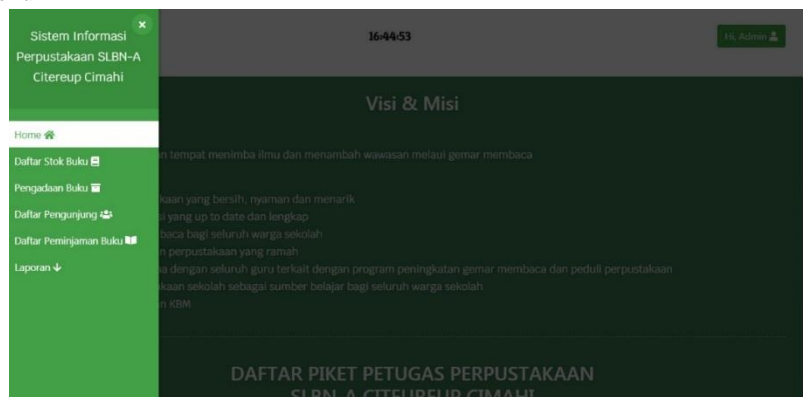 Sistem Informasi
Perpustakaan SLBN-A
Citereup Cimahi
×
16:44:53
Hi, Admin
Home
Daftar Stok Buku
Pengadaan Buku
Daftar Pengunjung
Daftar Peminjaman Buku
Laporan
Visi & Misi
n tempat menimba ilmu dan menambah wawasan melaui gemar membaca
kaan yang bersih, nyaman dan menarik
si yang up to date dan lengkap
baca bagi seluruh warga sekolah
n perpustakaan yang ramah
a dengan seluruh guru terkait dengan program peningkatan gemar membaca dan peduli perpustakaan
kaan sekolah sebagai sumber belajar bagi seluruh warga sekolah
n KBM
DAFTAR PIKET PETUGAS PERPUSTAKAAN
SLBN-A CITEUREUP CIMAHI